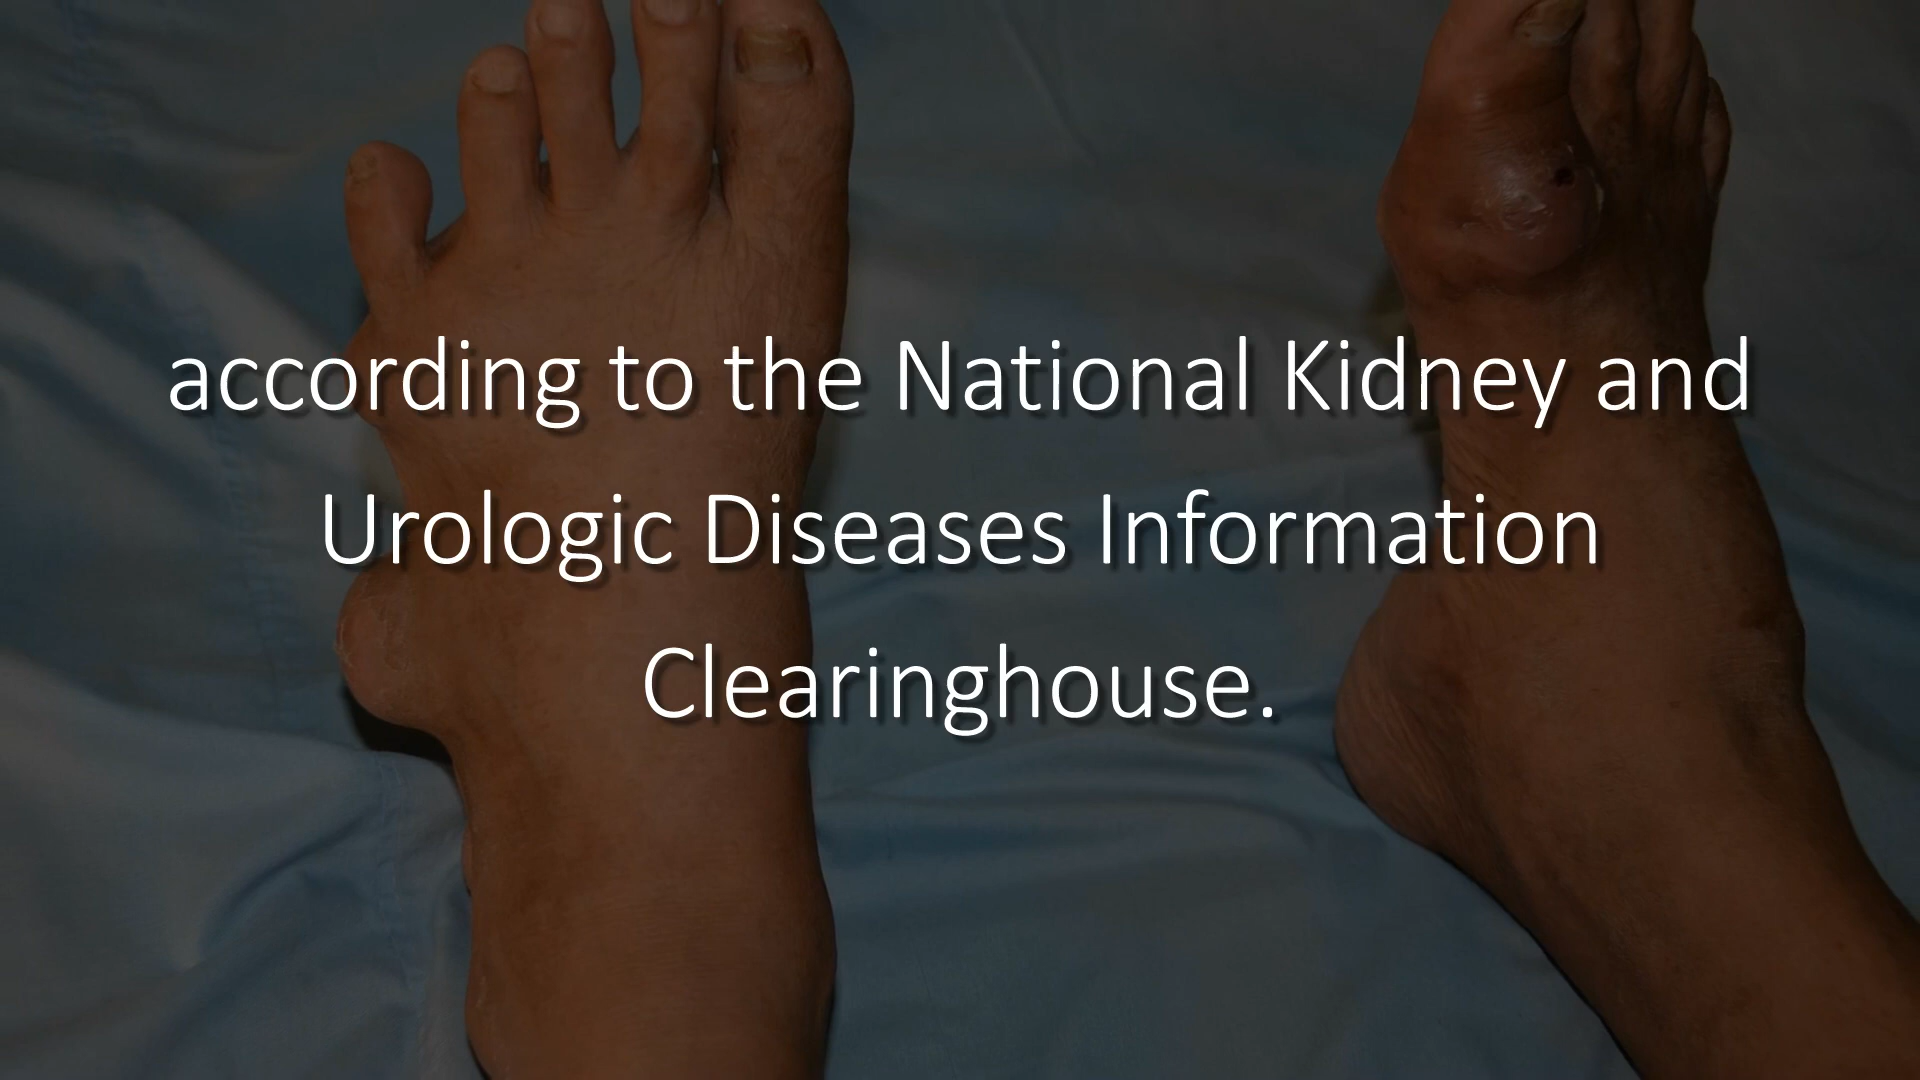 according to the National Kidney and
Urologic Diseases Information
Clearinghouse.